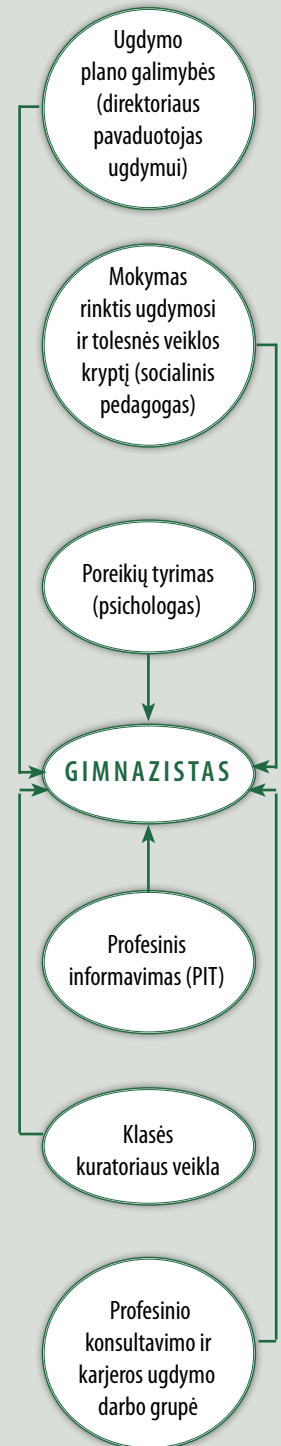 Ugdymo
plano galimybės
(direktoriaus
pavaduotojas
ugdymui)
Mokymas
rinktis ugdymosi
ir tolesnės veiklos
kryptį (socialinis
pedagogas)
Poreikių tyrimas
(psichologas)
GIMNAZISTAS
Profesinis
informavimas (PIT)
Klasės
kuratoriaus veikla
Profesinio
konsultavimo ir
karjeros ugdymo
darbo grupė